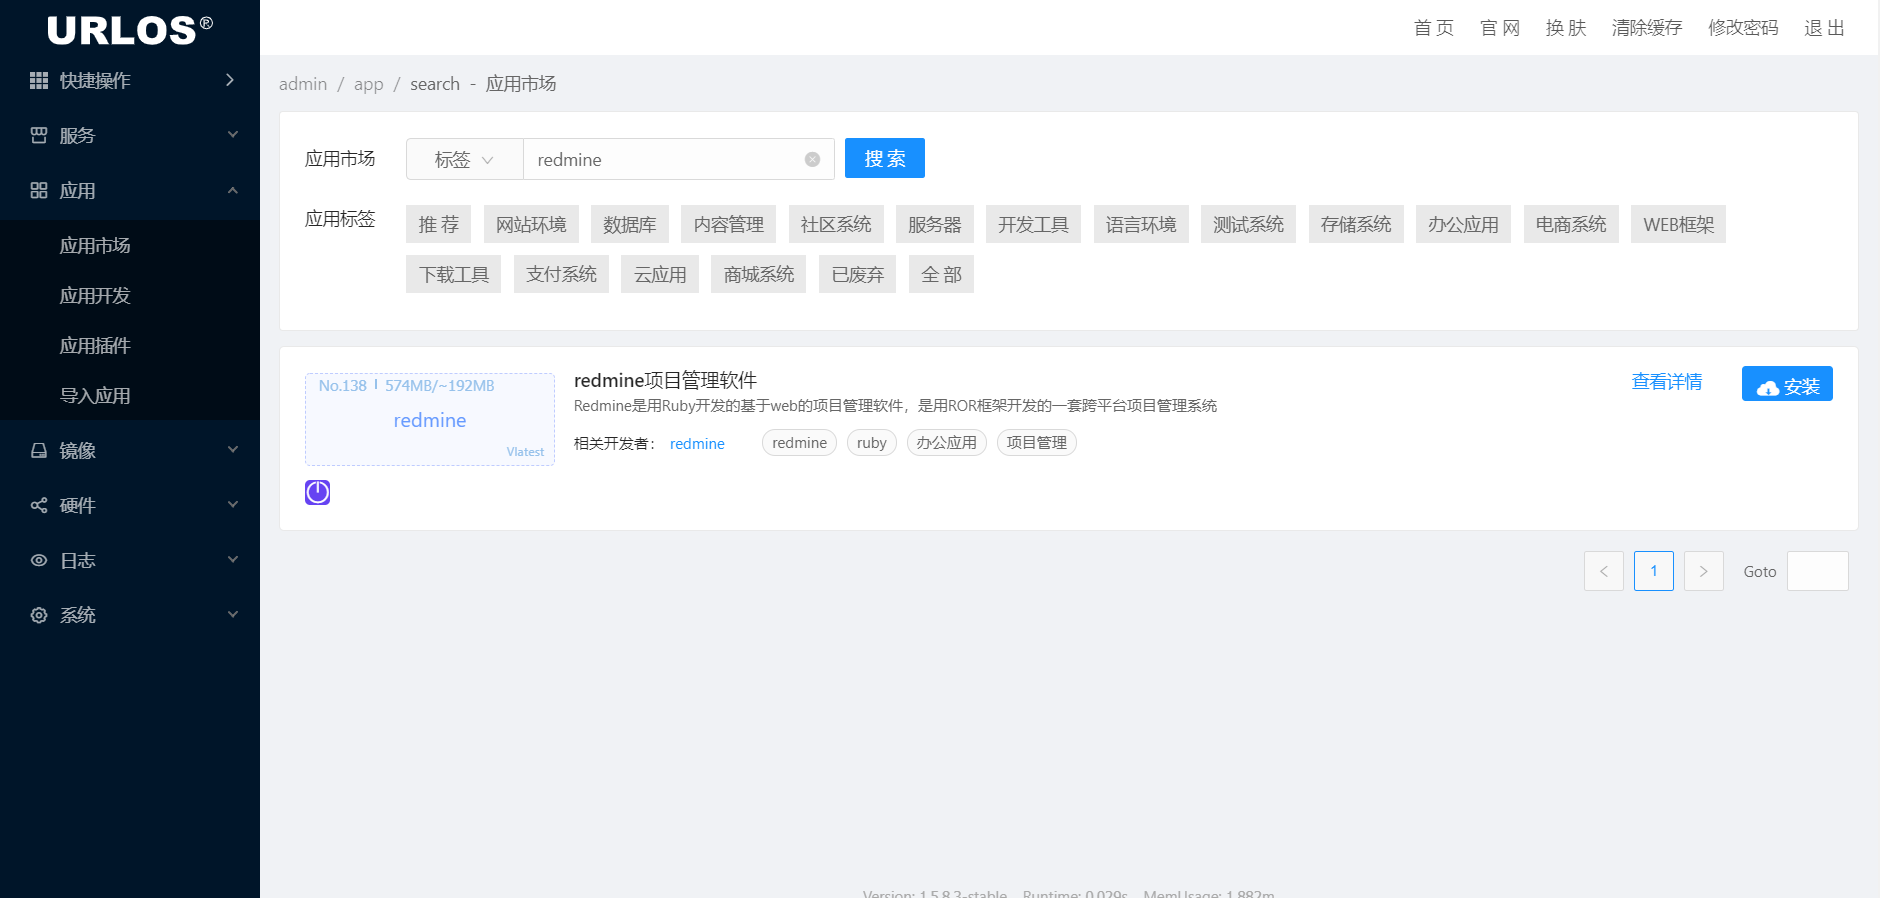 URLOS®
快捷操作
服务
应用
应用市场
应用开发
应用插件
导入应用
镜像
硬件
日志
系统
首 页 官 网 换 肤 清除缓存 修改密码 退 出
admin / app / search - 应用市场
应用市场 标签 redmine 搜 索
应用标签 推 荐 网站环境 数据库 内容管理 社区系统 服务器 开发工具 语言环境 测试系统 存储系统 办公应用 电商系统 WEB框架
下载工具 支付系统 云应用 商城系统 已废弃 全 部
No.138 | 574MB/~192MB
redmine
Vlatest
redmine项目管理软件
查看详情 安装
Redmine是用Ruby开发的基于web的项目管理软件，是用ROR框架开发的一套跨平台项目管理系统
相关开发者： redmine redmine ruby 办公应用 项目管理
< 1 > Goto
Version: 1.5.8.3-stable Runtime: 0.029s MemUsage: 1.882m